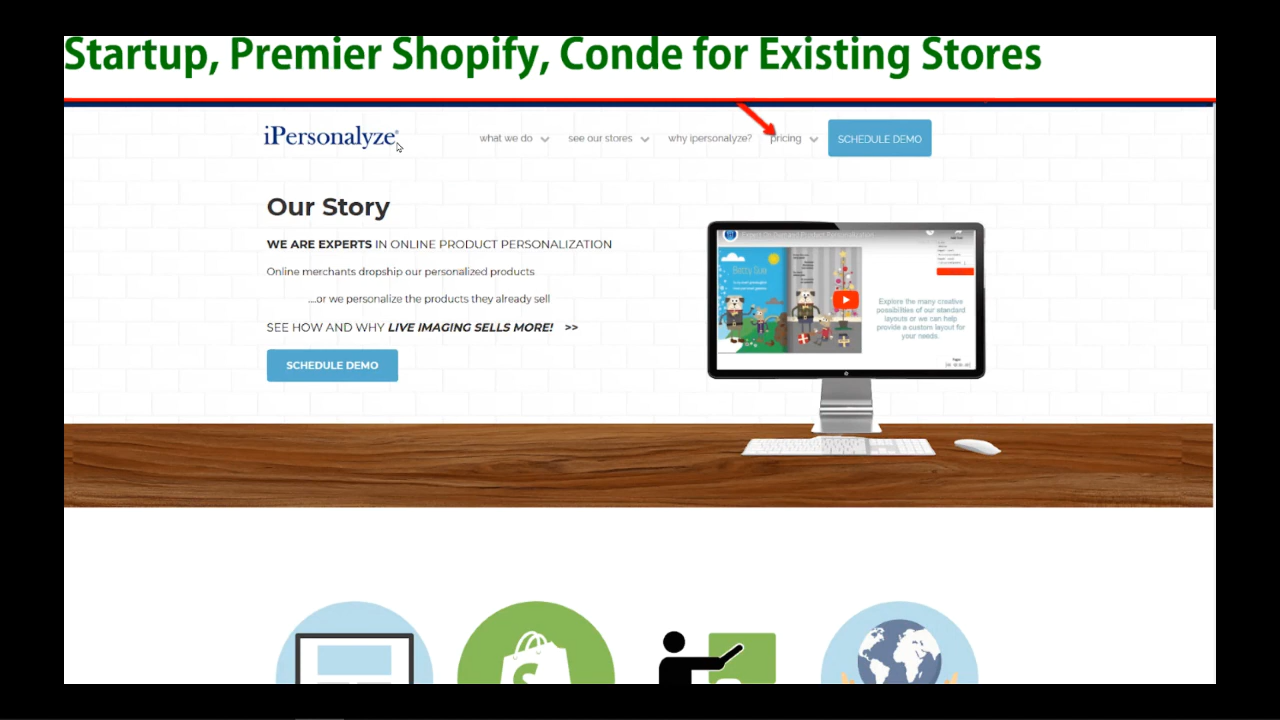 Startup, Premier Shopify, Conde for Existing Stores
iPersonalyze®
what we do
see our stores
why ipersonalyze?
pricing
SCHEDULE DEMO
Our Story
WE ARE EXPERTS IN ONLINE PRODUCT PERSONALIZATION
Online merchants dropship our personalized products
....or we personalize the products they already sell
SEE HOW AND WHY LIVE IMAGING SELLS MORE! >>
SCHEDULE DEMO
Betty Sue
Explore the many creative
possibilities of our standard
layouts or we can help
provide a custom layout for
your needs.